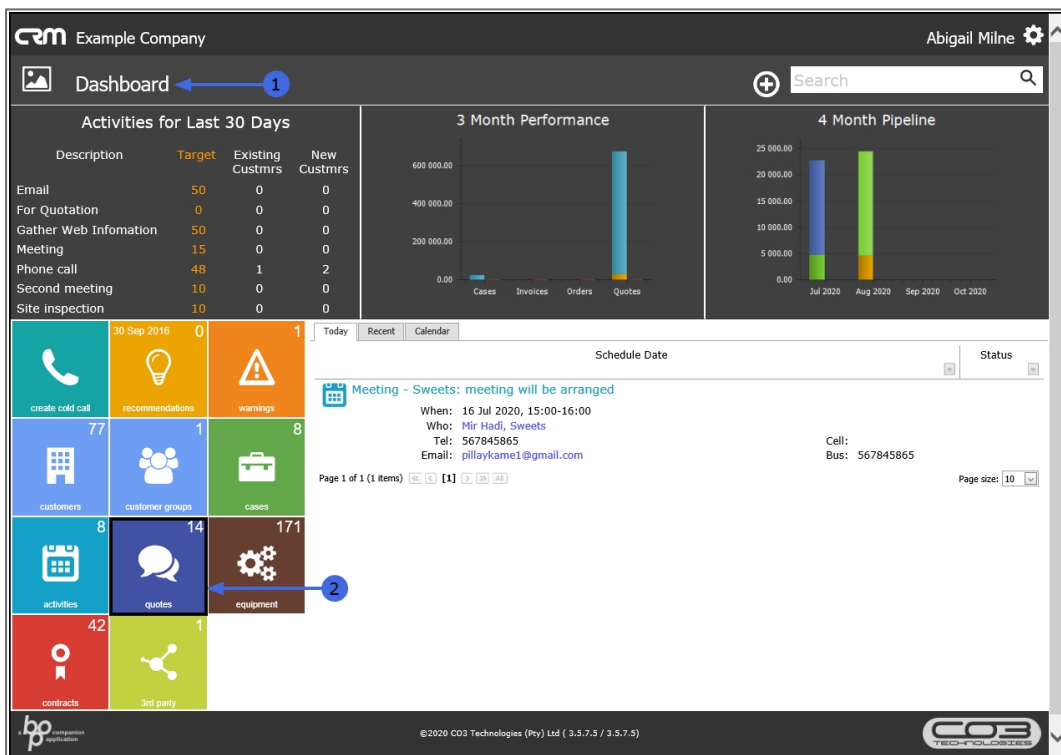 CRM Example Company
Abigail Milne
Dashboard
1
Search
Activities for Last 30 Days
Description Target Existing Custmrs New Custmrs
Email 50 0 0
For Quotation 0 0 0
Gather Web Infomation 50 0 0
Meeting 15 0 0
Phone call 48 1 2
Second meeting 10 0 0
Site inspection 10 0 0
3 Month Performance
600 000.00
400 000.00
200 000.00
0.00
Cases Invoices Orders Quotes
4 Month Pipeline
25 000.00
20 000.00
15 000.00
10 000.00
5 000.00
0.00
Jul 2020 Aug 2020 Sep 2020 Oct 2020
create cold call
30 Sep 2016 0
recommendations
1
warnings
77
customers
1
customer groups
8
cases
8
activities
14
quotes
171
equipment
2
42
contracts
1
3rd party
Today Recent Calendar
Schedule Date Status
Meeting - Sweets: meeting will be arranged
When: 16 Jul 2020, 15:00-16:00
Who: Mir Hadi, Sweets
Tel: 567845865 Cell:
Email: pillaykame1@gmail.com Bus: 567845865
Page 1 of 1 (1 items) [1] All Page size: 10
bp companion application
©2020 CO3 Technologies (Pty) Ltd ( 3.5.7.5 / 3.5.7.5)
CO3 TECHNOLOGIES